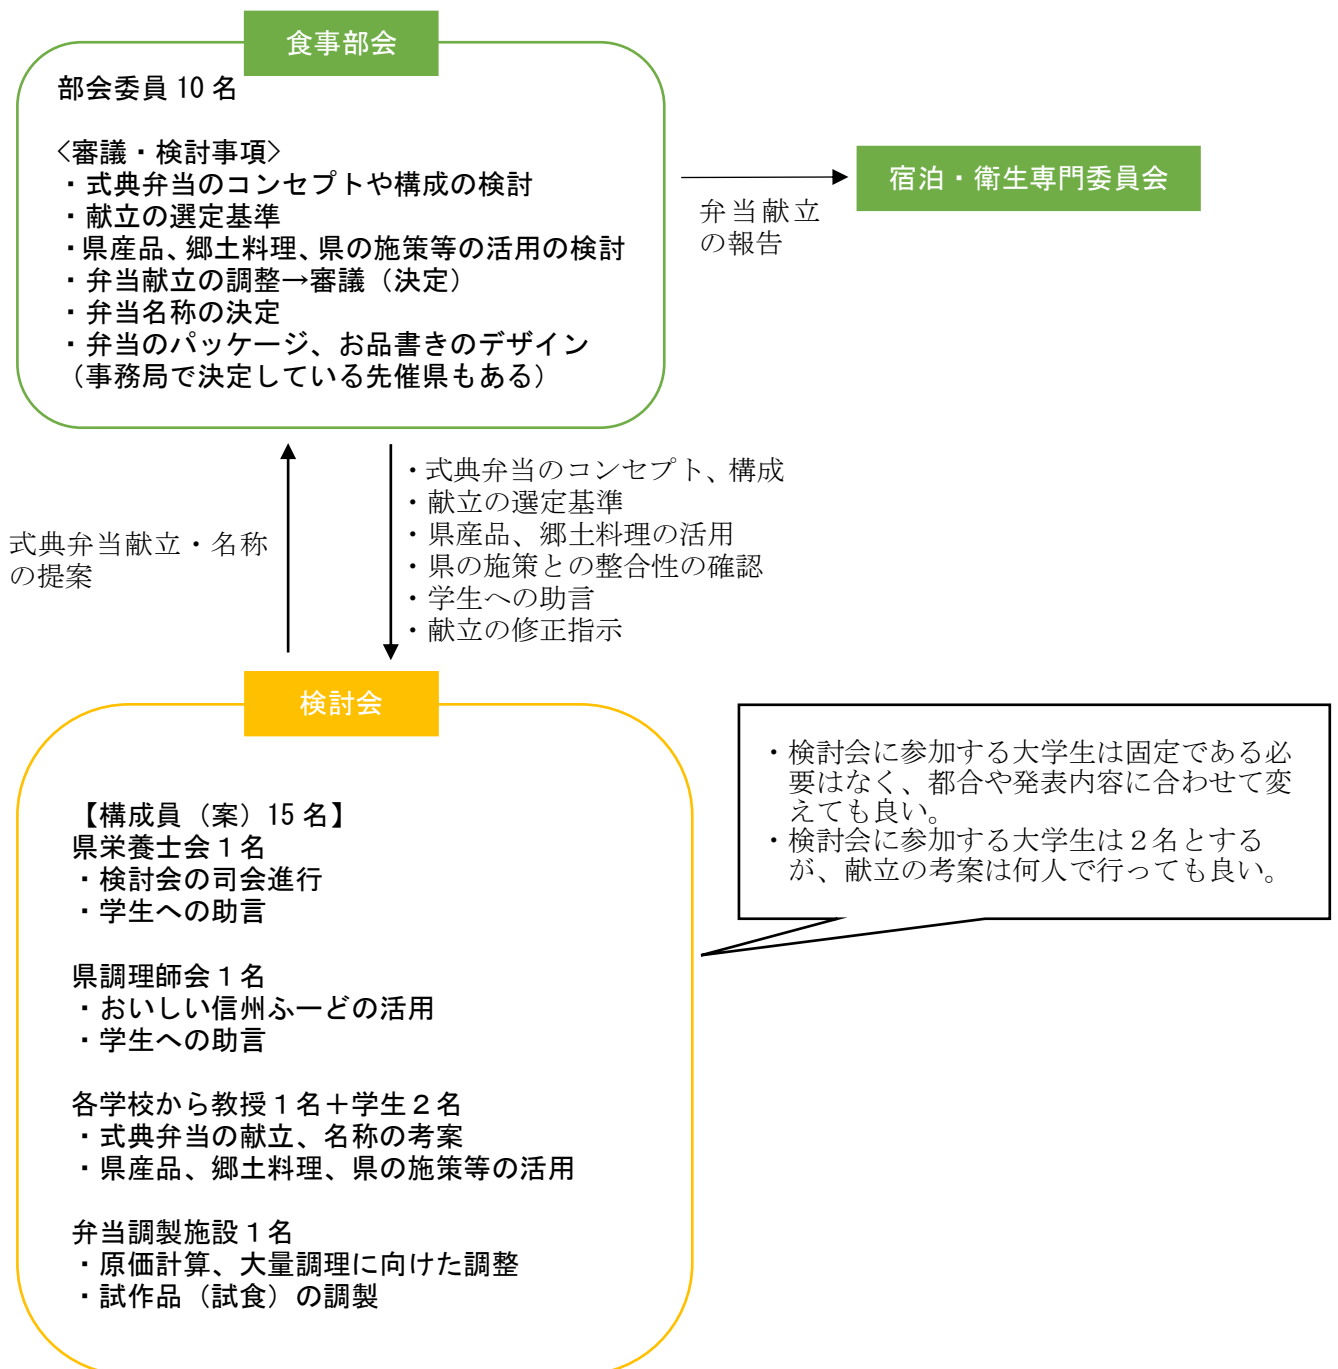 食事部会
部会委員 10 名
<審議・検討事項>
・式典弁当のコンセプトや構成の検討
・献立の選定基準
・県産品、郷土料理、県の施策等の活用の検討
・弁当献立の調整→審議（決定）
・弁当名称の決定
・弁当のパッケージ、お品書きのデザイン
（事務局で決定している先催県もある）
弁当献立
の報告
宿泊・衛生専門委員会
式典弁当献立・名称
の提案
・式典弁当のコンセプト、構成
・献立の選定基準
・県産品、郷土料理の活用
・県の施策との整合性の確認
・学生への助言
・献立の修正指示
検討会
【構成員（案）15 名】
県栄養士会１名
・検討会の司会進行
・学生への助言
県調理師会１名
・おいしい信州ふーどの活用
・学生への助言
各学校から教授１名＋学生２名
・式典弁当の献立、名称の考案
・県産品、郷土料理、県の施策等の活用
弁当調製施設１名
・原価計算、大量調理に向けた調整
・試作品（試食）の調製
・検討会に参加する大学生は固定である必
要はなく、都合や発表内容に合わせて変
えても良い。
・検討会に参加する大学生は２名とする
が、献立の考案は何人で行っても良い。